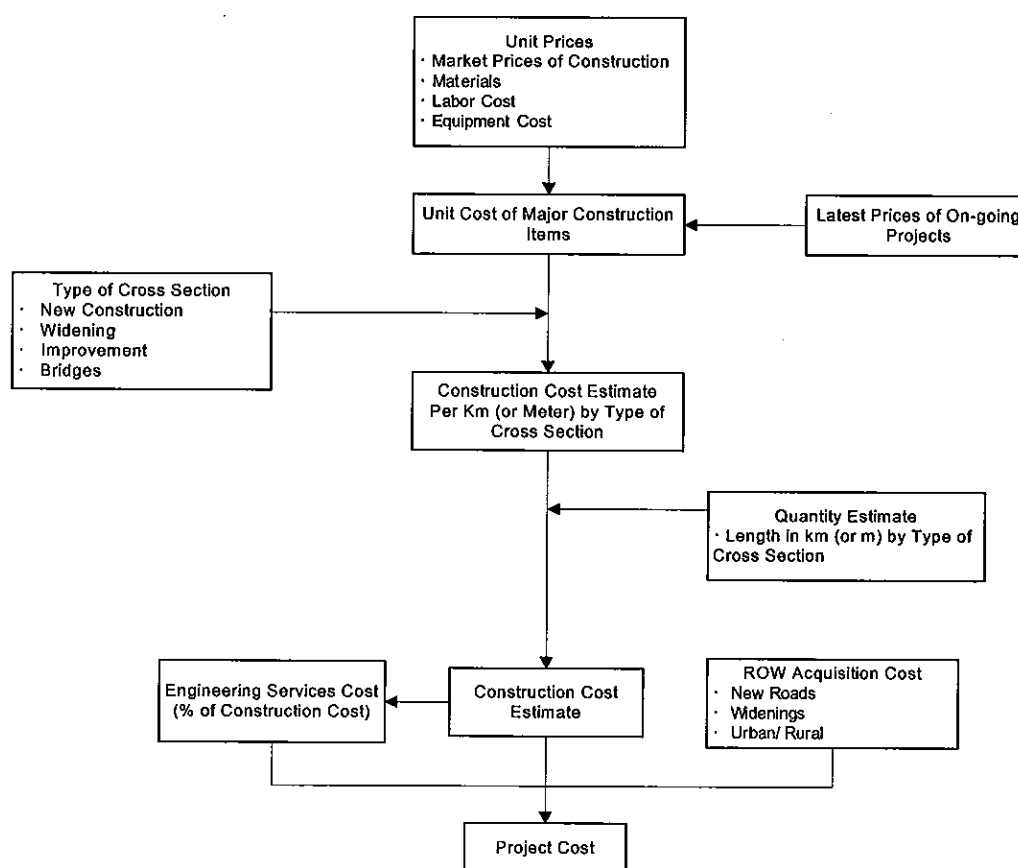 Unit Prices
· Market Prices of Construction
· Materials
· Labor Cost
· Equipment Cost
Unit Cost of Major Construction
Items
Latest Prices of On-going
Projects
Type of Cross Section
· New Construction
· Widening
· Improvement
· Bridges
Construction Cost Estimate
Per Km (or Meter) by Type of
Cross Section
Quantity Estimate
· Length in km (or m) by Type of
Cross Section
Engineering Services Cost
(% of Construction Cost)
Construction Cost
Estimate
ROW Acquisition Cost
· New Roads
· Widenings
· Urban/ Rural
Project Cost